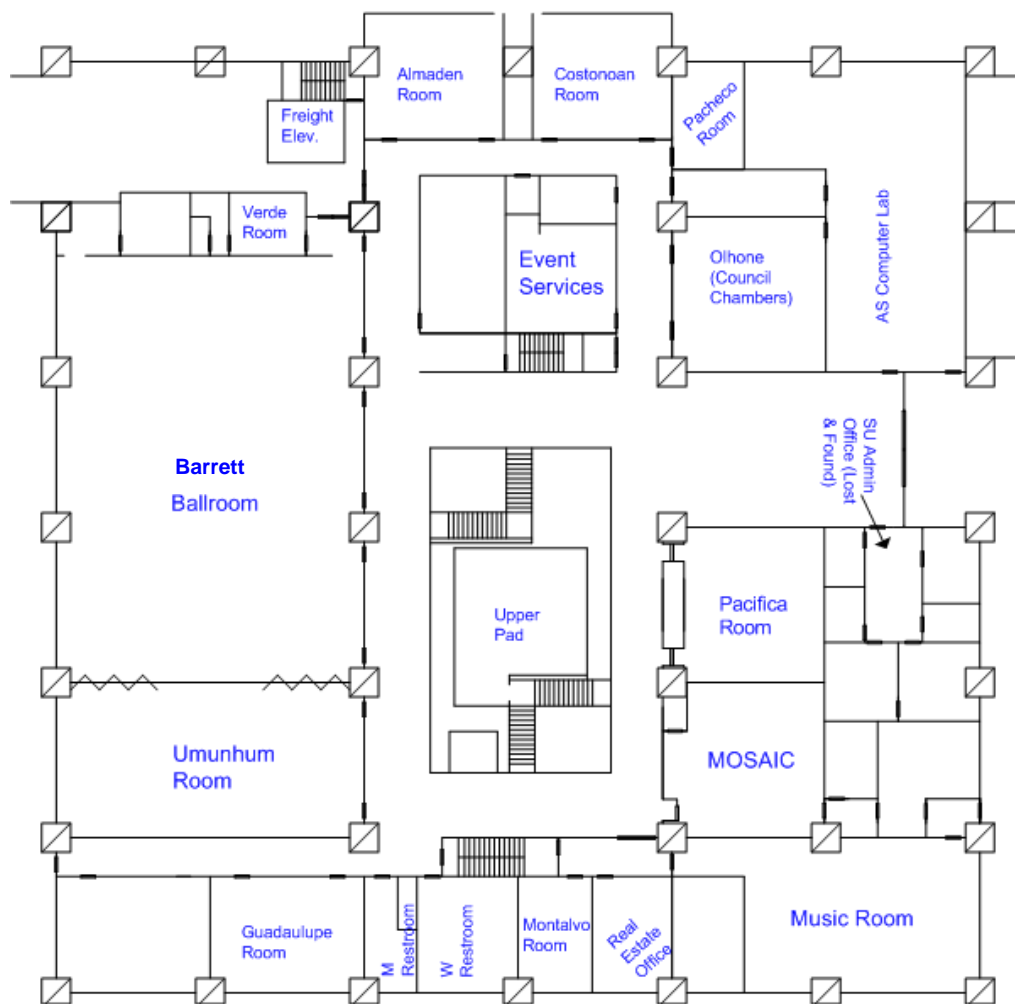 Almaden
Room
Costonoan
Room
Pacheco
Room
Freight
Elev.
Verde
Room
Event
Services
Olhone
(Council
Chambers)
AS Computer Lab
SU Admin
Office (Lost
& Found)
Barrett
Ballroom
Upper
Pad
Pacifica
Room
Umunhum
Room
MOSAIC
Guadaulupe
Room
M
Restroom
W
Restroom
Montalvo
Room
Real
Estate
Office
Music Room